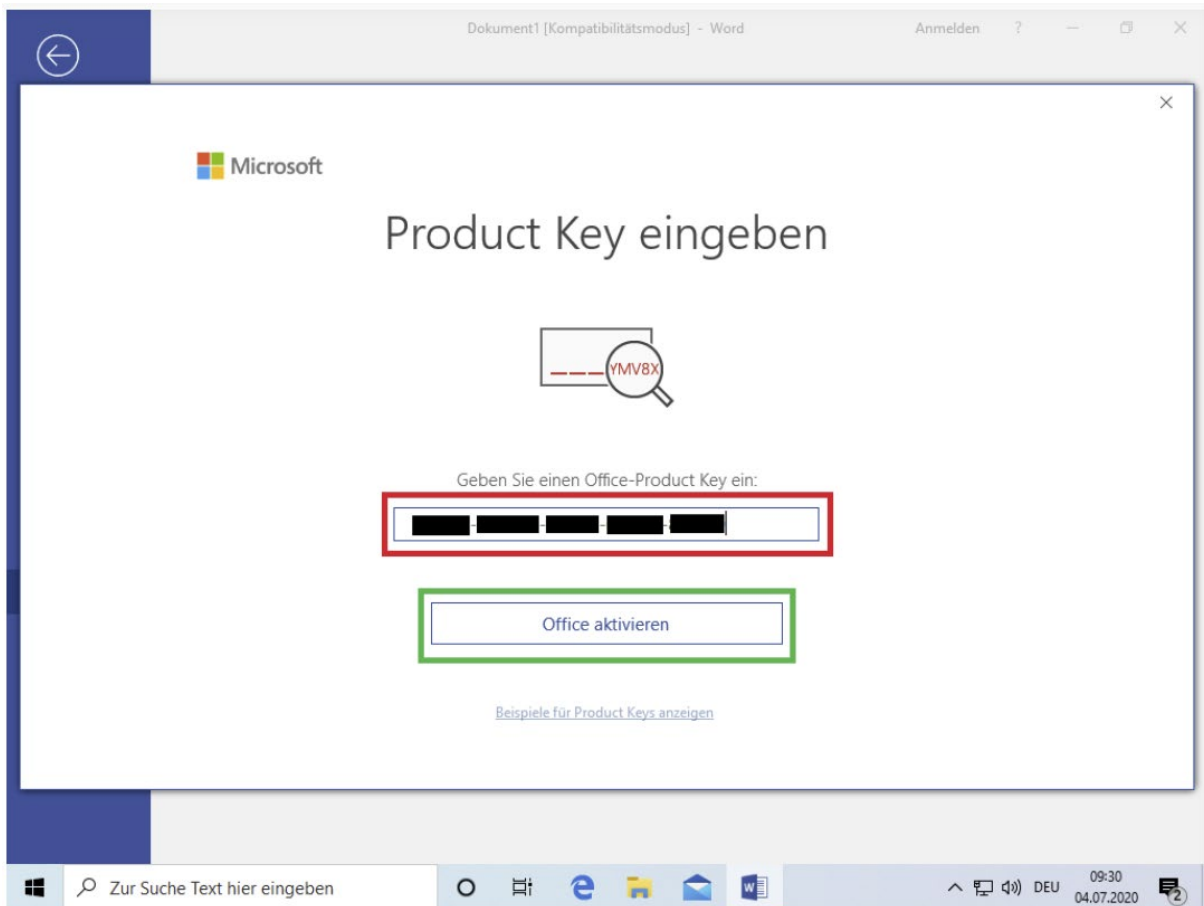 Dokument1 [Kompatibilitätsmodus] - Word Anmelden ?
Microsoft
Product Key eingeben
___YMV8X
Geben Sie einen Office-Product Key ein:
Office aktivieren
Beispiele für Product Keys anzeigen
Zur Suche Text hier eingeben
DEU
09:30
04.07.2020
2